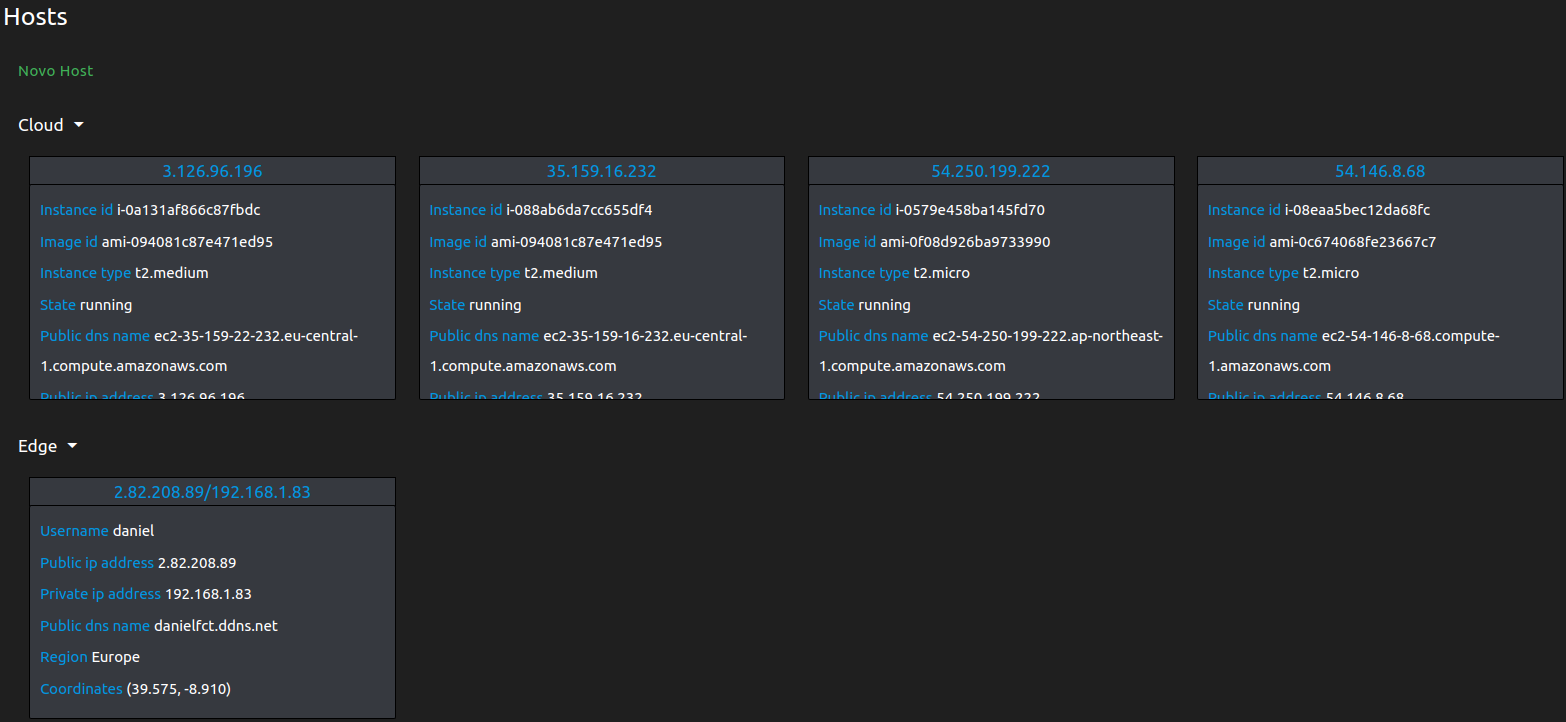 Hosts
Novo Host
Cloud
3.126.96.196
Instance id i-0a131af866c87fbdc
Image id ami-094081c87e471ed95
Instance type t2.medium
State running
Public dns name ec2-35-159-22-232.eu-central-
1.compute.amazonaws.com
Public ip address 3.126.96.196
35.159.16.232
Instance id i-088ab6da7cc655df4
Image id ami-094081c87e471ed95
Instance type t2.medium
State running
Public dns name ec2-35-159-16-232.eu-central-
1.compute.amazonaws.com
Public ip address 35.159.16.232
54.250.199.222
Instance id i-0579e458ba145fd70
Image id ami-0f08d926ba9733990
Instance type t2.micro
State running
Public dns name ec2-54-250-199-222.ap-northeast-
1.compute.amazonaws.com
Public ip address 54.250.199.222
54.146.8.68
Instance id i-08eaa5bec12da68fc
Image id ami-0c674068fe23667c7
Instance type t2.micro
State running
Public dns name ec2-54-146-8-68.compute-
1.amazonaws.com
Public ip address 54.146.8.68
Edge
2.82.208.89/192.168.1.83
Username daniel
Public ip address 2.82.208.89
Private ip address 192.168.1.83
Public dns name danielfct.ddns.net
Region Europe
Coordinates (39.575, -8.910)